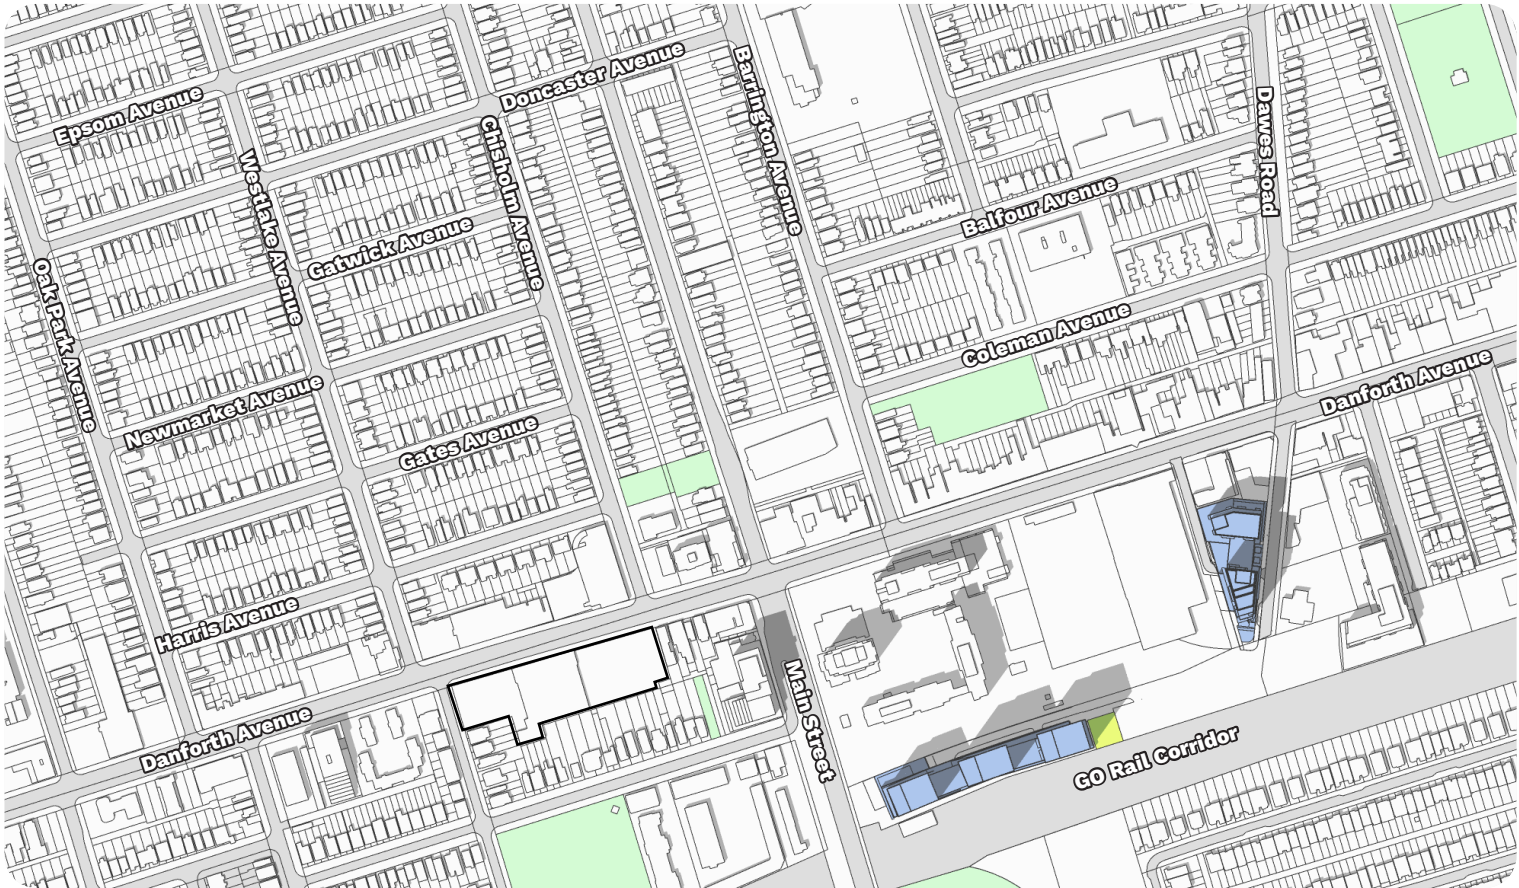 Doncaster Avenue
Epsom Avenue
Barrington Avenue
Dawes Road
Chisholm Avenue
Westlake Avenue
Balfour Avenue
Gatwick Avenue
Oak Park Avenue
Coleman Avenue
Danforth Avenue
Newmarket Avenue
Gates Avenue
Harris Avenue
Main Street
Danforth Avenue
GO Rail Corridor